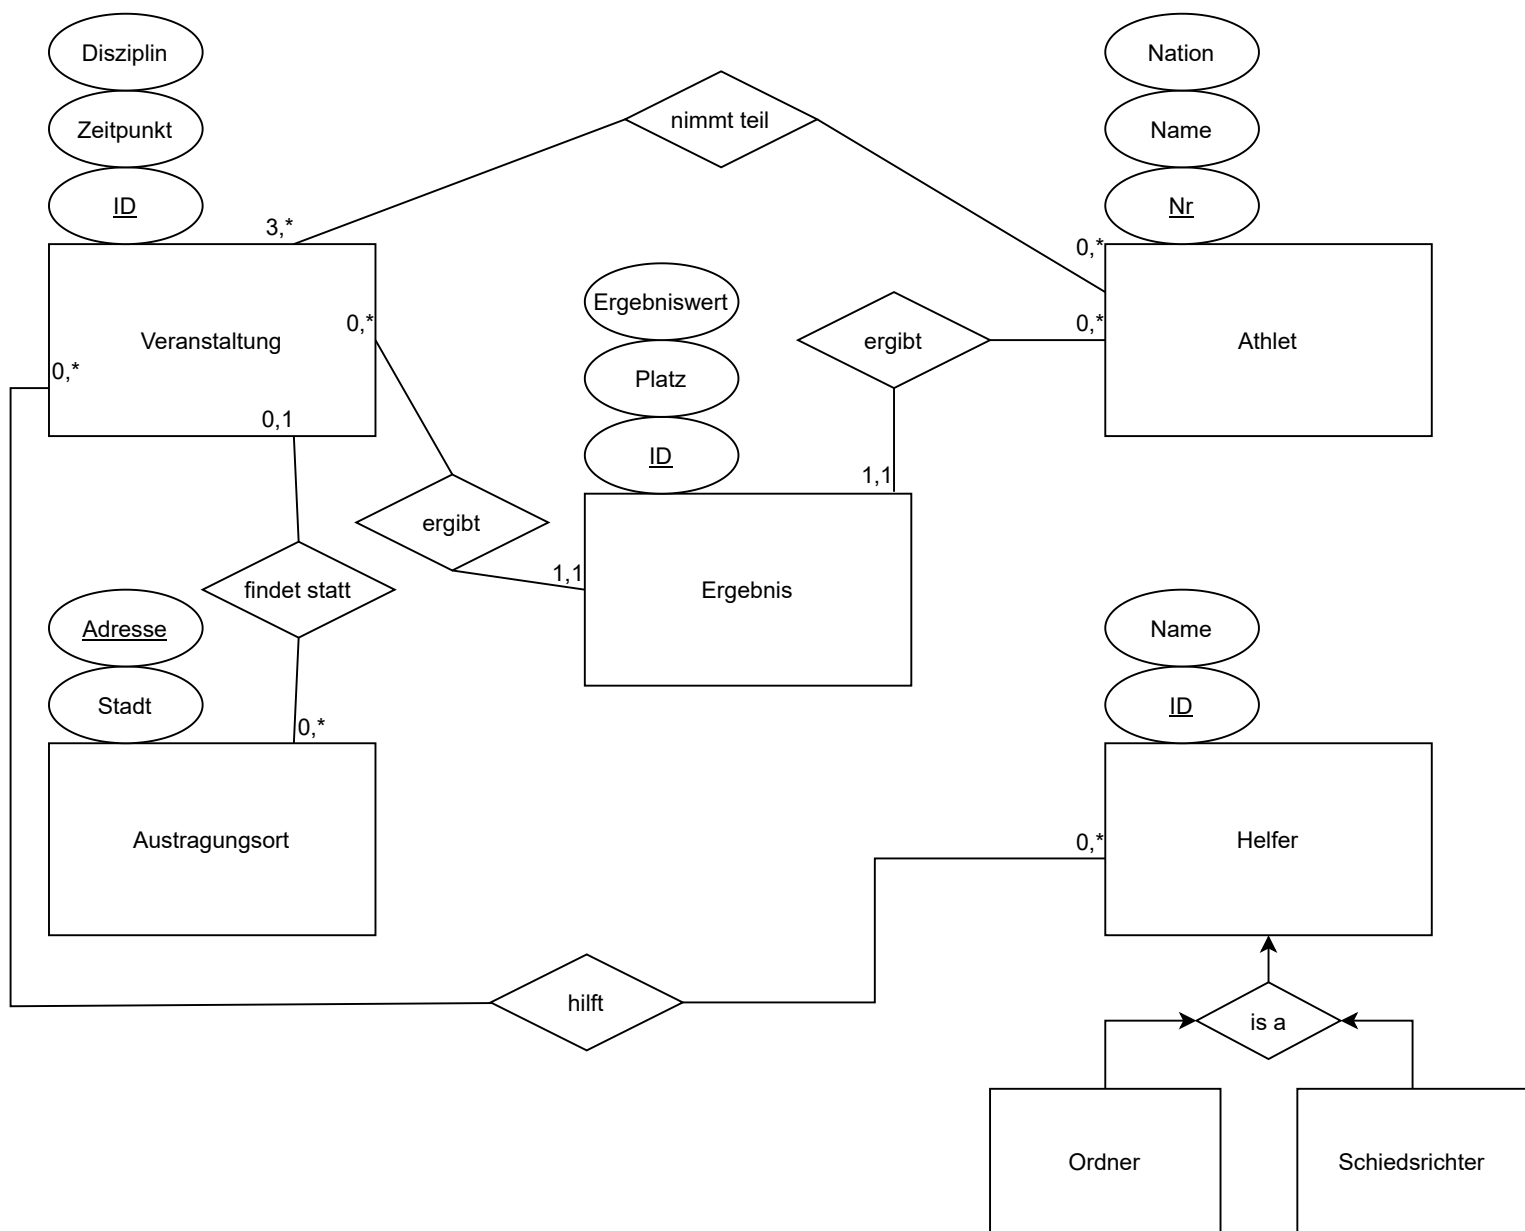 Disziplin
Zeitpunkt
ID
3,*
nimmt teil
Nation
Name
Nr
0,*
Veranstaltung
0,*
0,*
0,1
Ergebniswert
Platz
ID
ergibt
0,*
Athlet
1,1
ergibt
1,1
Ergebnis
findet statt
Adresse
Stadt
0,*
Austragungsort
Name
ID
0,*
Helfer
hilft
is a
Ordner
Schiedsrichter